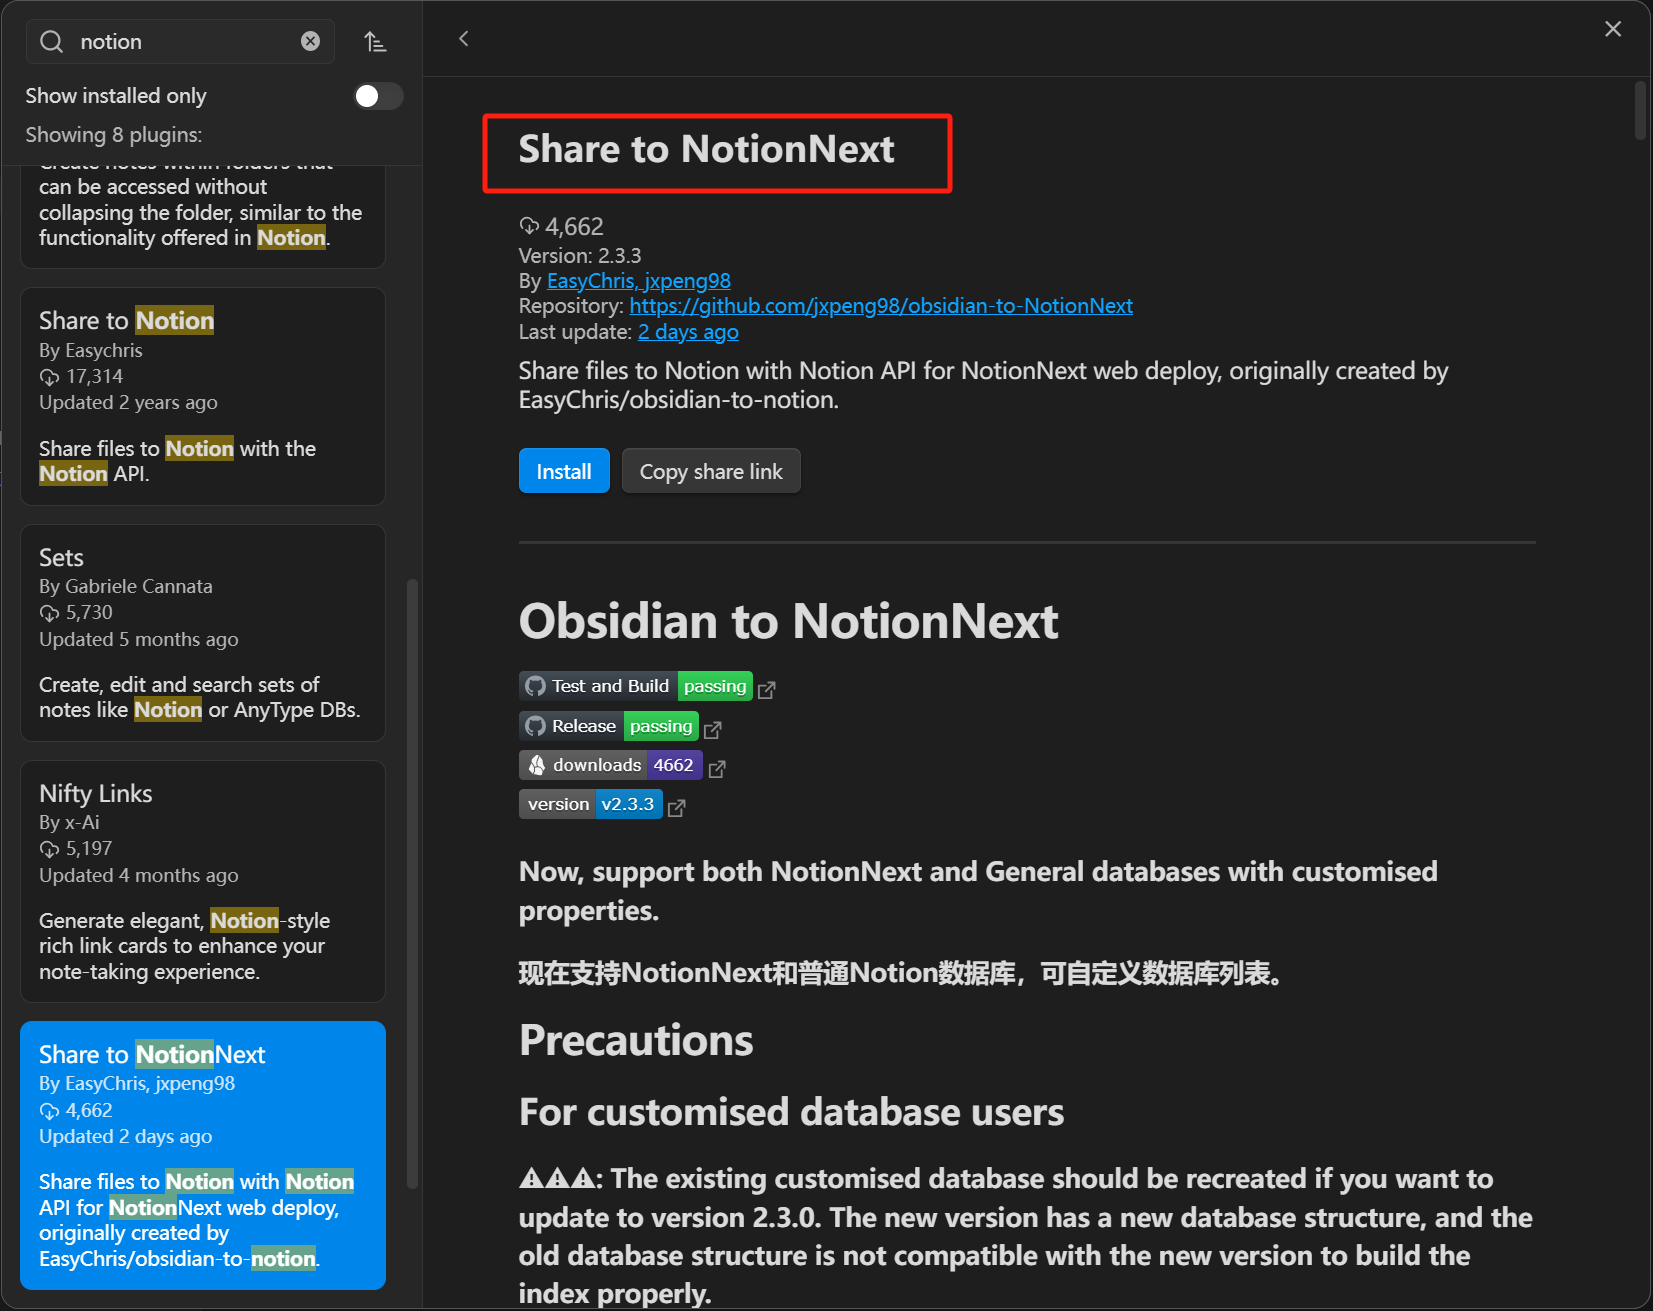 notion
Show installed only
Showing 8 plugins:
Create notes within folders that
can be accessed without
collapsing the folder, similar to the
functionality offered in Notion.
Share to Notion
By Easychris
17,314
Updated 2 years ago
Share files to Notion with the
Notion API.
Sets
By Gabriele Cannata
5,730
Updated 5 months ago
Create, edit and search sets of
notes like Notion or AnyType DBs.
Nifty Links
By x-Ai
5,197
Updated 4 months ago
Generate elegant, Notion-style
rich link cards to enhance your
note-taking experience.
Share to NotionNext
By EasyChris, jxpeng98
4,662
Updated 2 days ago
Share files to Notion with Notion
API for NotionNext web deploy,
originally created by
EasyChris/obsidian-to-notion.
Share to NotionNext
4,662
Version: 2.3.3
By EasyChris, jxpeng98
Repository: https://github.com/jxpeng98/obsidian-to-NotionNext
Last update: 2 days ago
Share files to Notion with Notion API for NotionNext web deploy, originally created by
EasyChris/obsidian-to-notion.
Install Copy share link
Obsidian to NotionNext
Test and Build passing
Release passing
downloads 4662
version v2.3.3
Now, support both NotionNext and General databases with customised
properties.
现在支持NotionNext和普通Notion数据库，可自定义数据库列表。
Precautions
For customised database users
⚠⚠⚠: The existing customised database should be recreated if you want to
update to version 2.3.0. The new version has a new database structure, and the
old database structure is not compatible with the new version to build the
index properly.